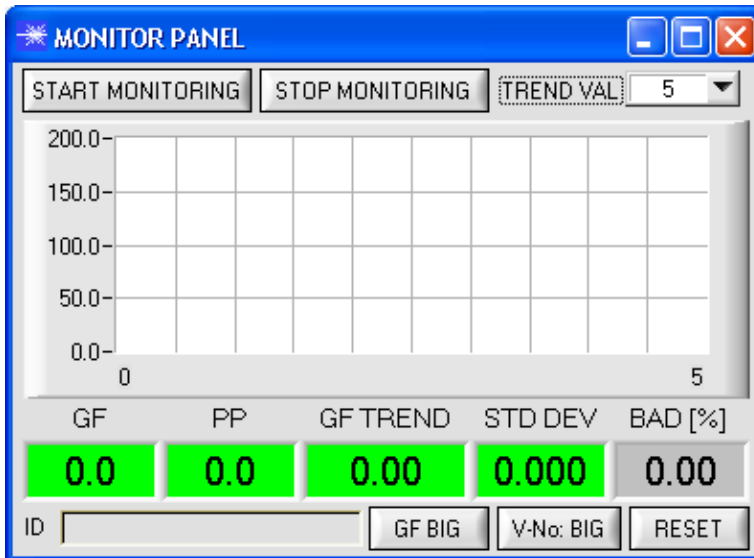 MONITOR PANEL
START MONITORING STOP MONITORING TREND VAL 5
200.0
150.0
100.0
50.0
0.0
0 5
GF PP GF TREND STD DEV BAD [%]
0.0 0.0 0.00 0.000 0.00
ID GF BIG V-No: BIG RESET